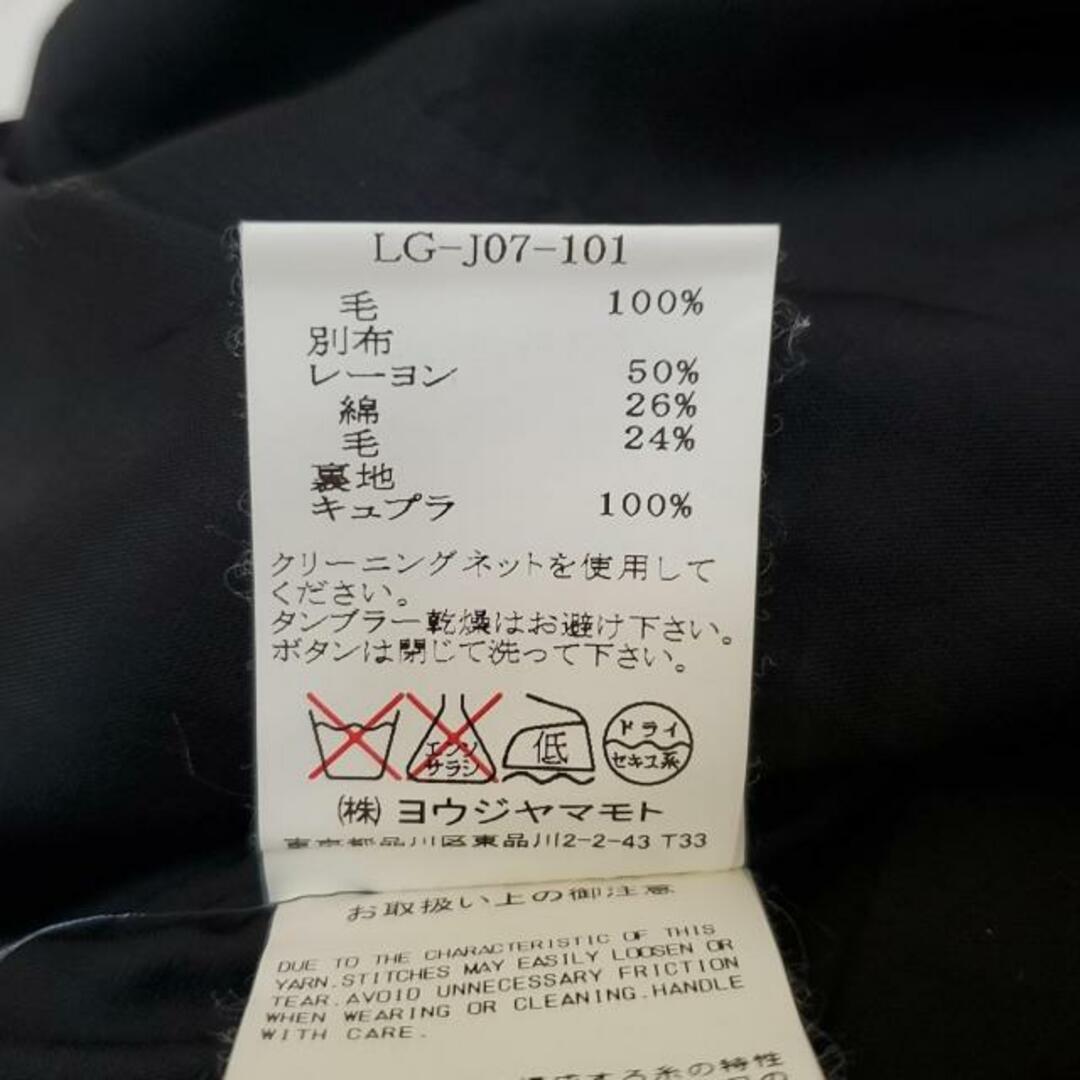 LG-J07-101
毛 100%
別布
レーヨン 50%
綿 26%
毛 24%
裏地
キュプラ 100%
クリーニングネットを使用して
ください。
タンブラー乾燥はお避け下さい。
ボタンは閉じて洗って下さい。
エンソ
サラシ
低
ドライ
セキユ系
(株)ヨウジヤマモト
東京都品川区東品川2-2-43 T33
お取扱い上の御注意
DUE TO THE CHARACTERISTIC OF THIS
YARN.STITCHES MAY EASILY LOOSEN OR
TEAR.AVOID UNNECESSARY FRICTION
WHEN WEARING OR CLEANING.HANDLE
WITH CARE.
する糸の特性